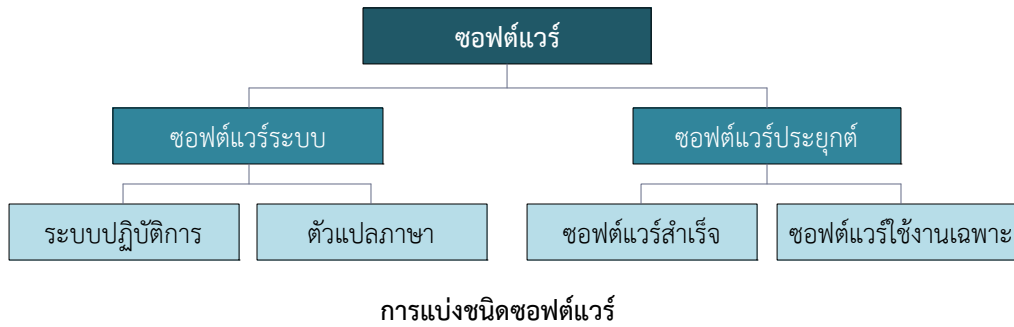 ซอฟต์แวร์
ซอฟต์แวร์ระบบ
ซอฟต์แวร์ประยุกต์
ระบบปฏิบัติการ
ตัวแปลภาษา
ซอฟต์แวร์สำเร็จ
ซอฟต์แวร์ใช้งานเฉพาะ
การแบ่งชนิดซอฟต์แวร์